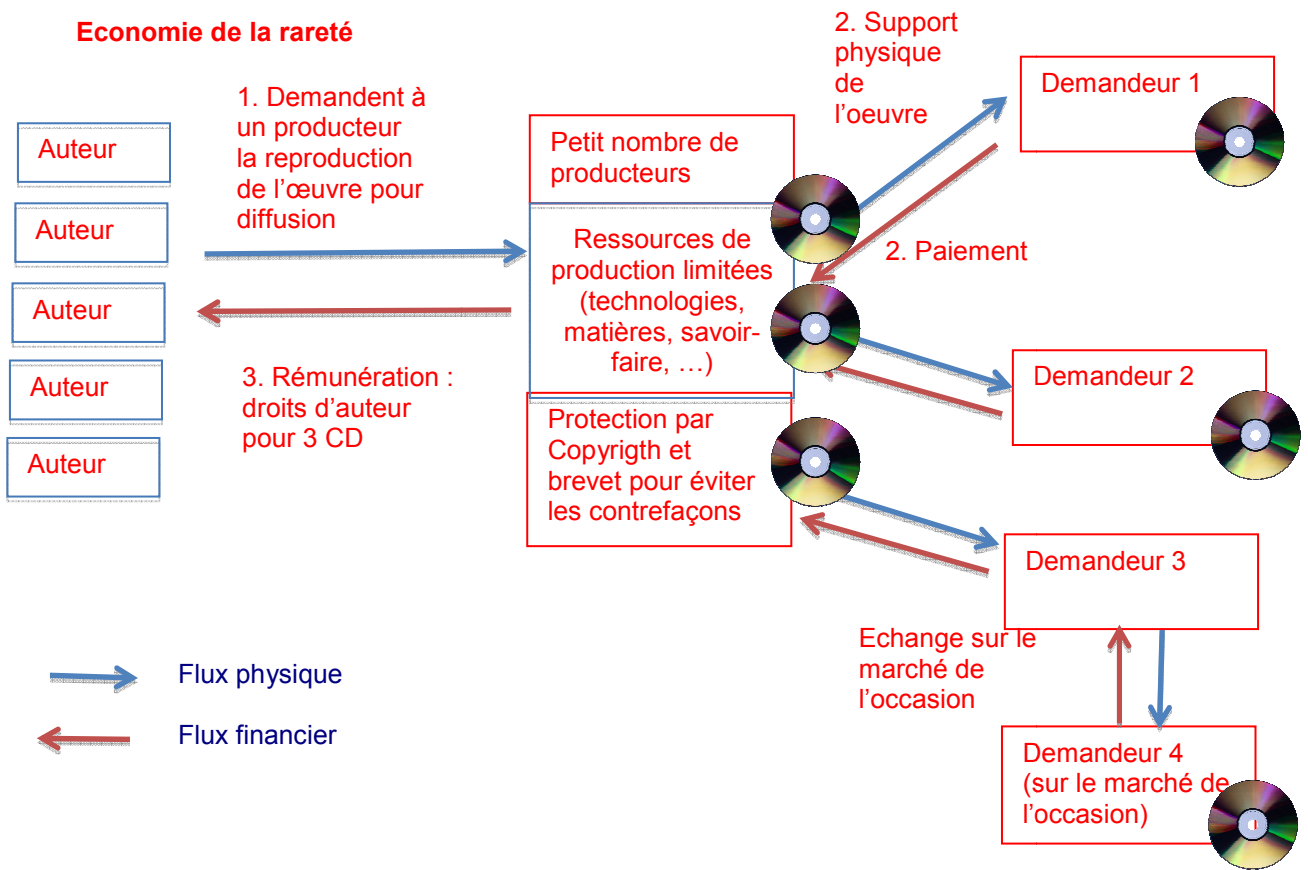 Economie de la rareté
1. Demandent à
un producteur
la reproduction
de l'œuvre pour
diffusion
Auteur
Auteur
Auteur
Auteur
Auteur
3. Rémunération :
droits d'auteur
pour 3 CD
Petit nombre de
producteurs
Ressources de
production limitées
(technologies,
matières, savoir-
faire, …)
Protection par
Copyrigth et
brevet pour éviter
les contrefaçons
2. Support
physique
de
l'oeuvre
2. Paiement
Demandeur 1
Demandeur 2
Demandeur 3
Echange sur le
marché de
l'occasion
Demandeur 4
(sur le marché de
l'occasion)
Flux physique
Flux financier